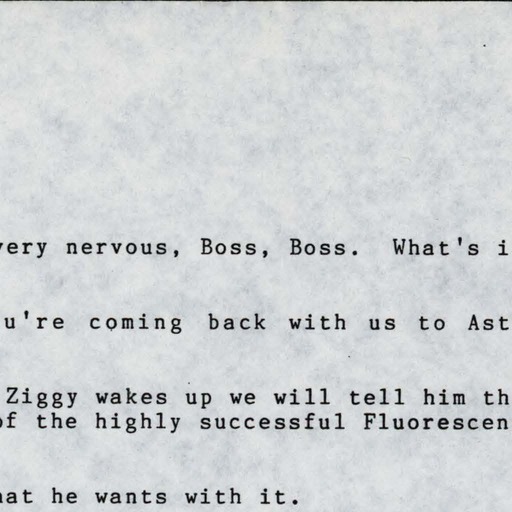 very nervous, Boss, Boss. What's i
u're coming back with us to Ast
Ziggy wakes up we will tell him th
of the highly successful Fluorescen
hat he wants with it.